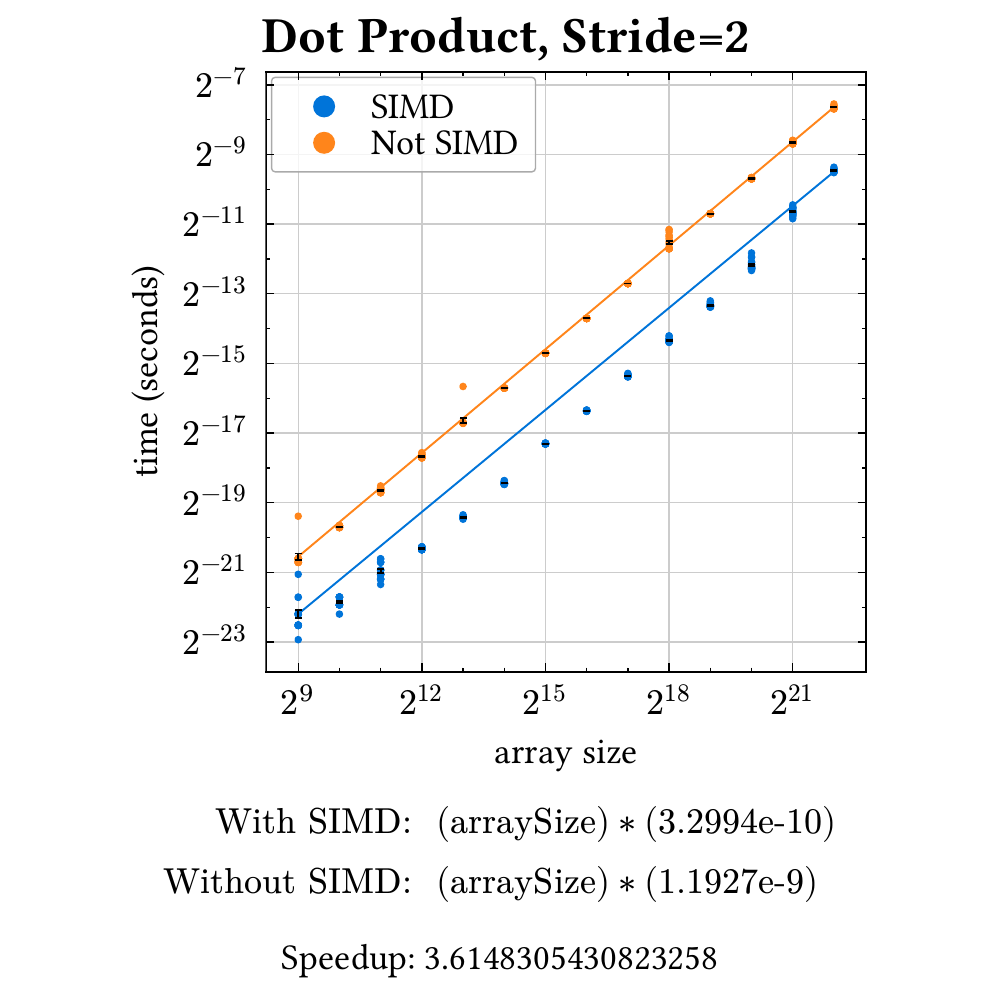 Dot Product, Stride=2
SIMD
Not SIMD
2^−7
2^−9
2^−11
2^−13
2^−15
2^−17
2^−19
2^−21
2^−23
time (seconds)
2^9 2^12 2^15 2^18 2^21
array size
With SIMD: (arraySize) ∗ (3.2994e-10)
Without SIMD: (arraySize) ∗ (1.1927e-9)
Speedup: 3.6148305430823258